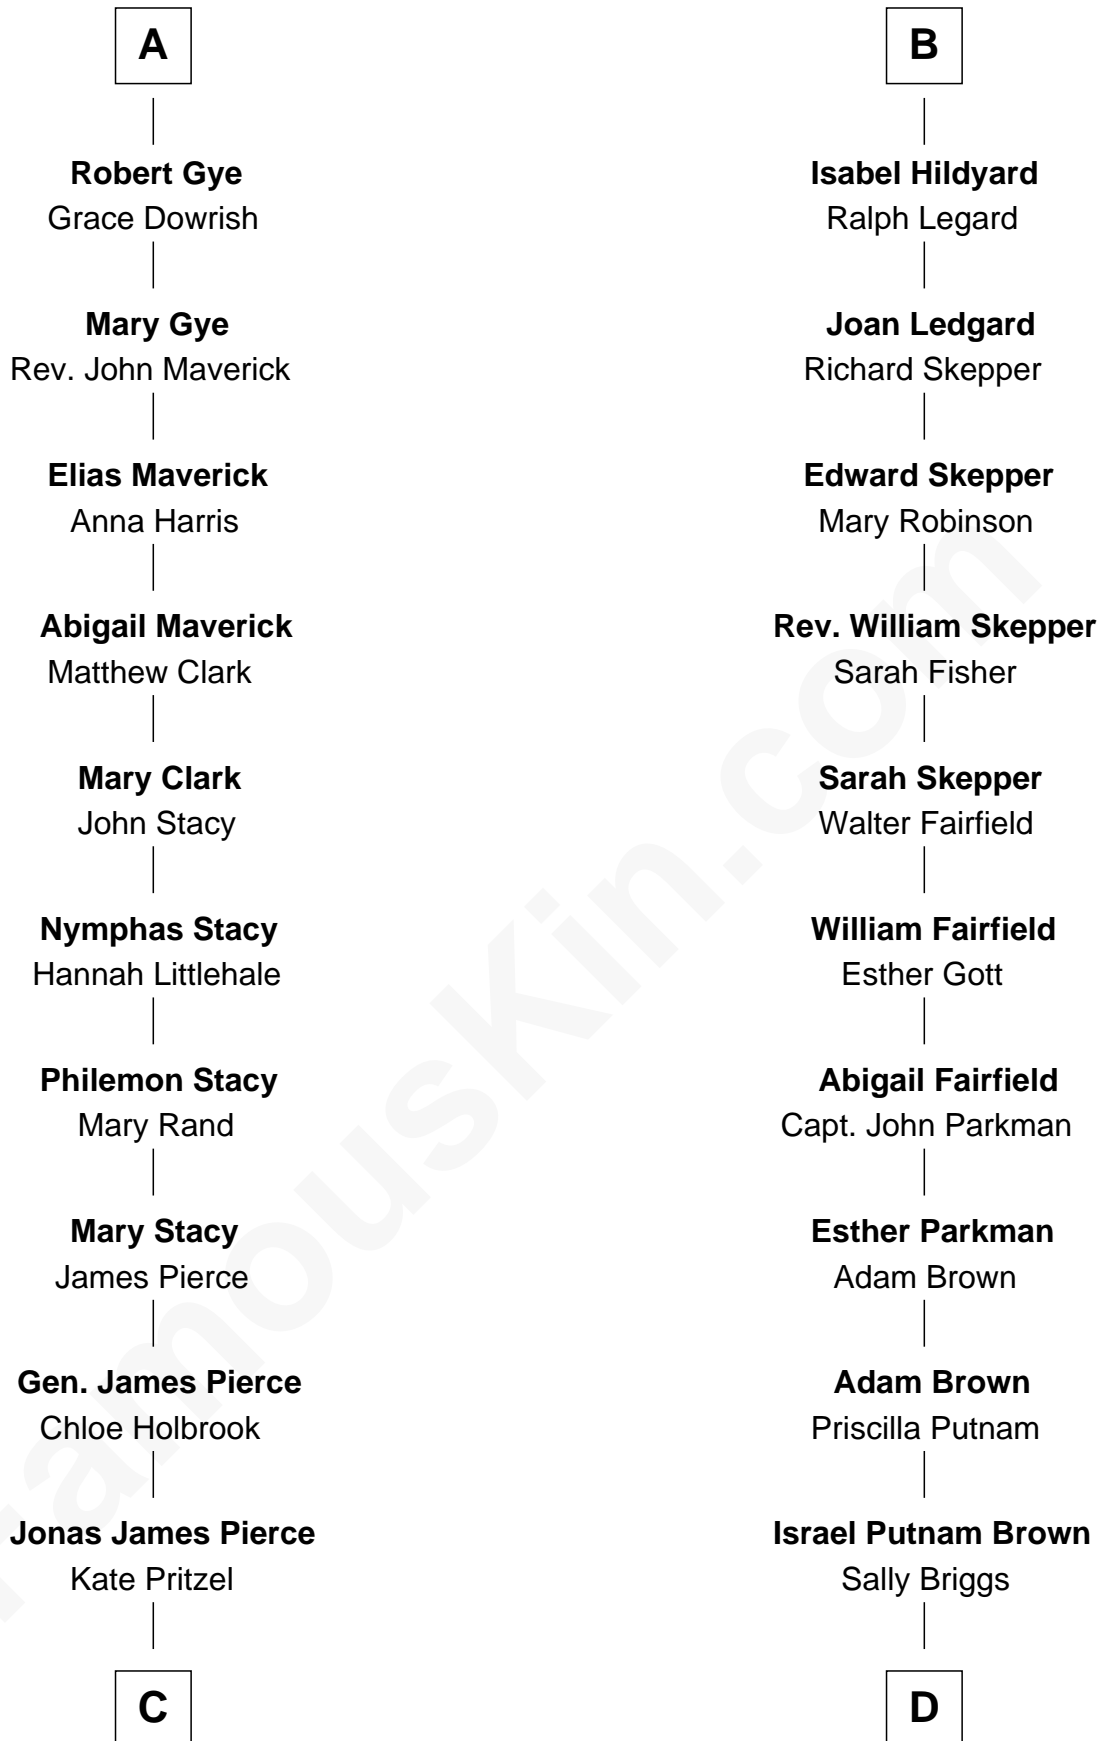 A
Robert Gye
Grace Dowrish
Mary Gye
Rev. John Maverick
Elias Maverick
Anna Harris
Abigail Maverick
Matthew Clark
Mary Clark
John Stacy
Nymphas Stacy
Hannah Littlehale
Philemon Stacy
Mary Rand
Mary Stacy
James Pierce
Gen. James Pierce
Chloe Holbrook
Jonas James Pierce
Kate Pritzel
C
B
Isabel Hildyard
Ralph Legard
Joan Ledgard
Richard Skepper
Edward Skepper
Mary Robinson
Rev. William Skepper
Sarah Fisher
Sarah Skepper
Walter Fairfield
William Fairfield
Esther Gott
Abigail Fairfield
Capt. John Parkman
Esther Parkman
Adam Brown
Adam Brown
Priscilla Putnam
Israel Putnam Brown
Sally Briggs
D
FamousKin.com